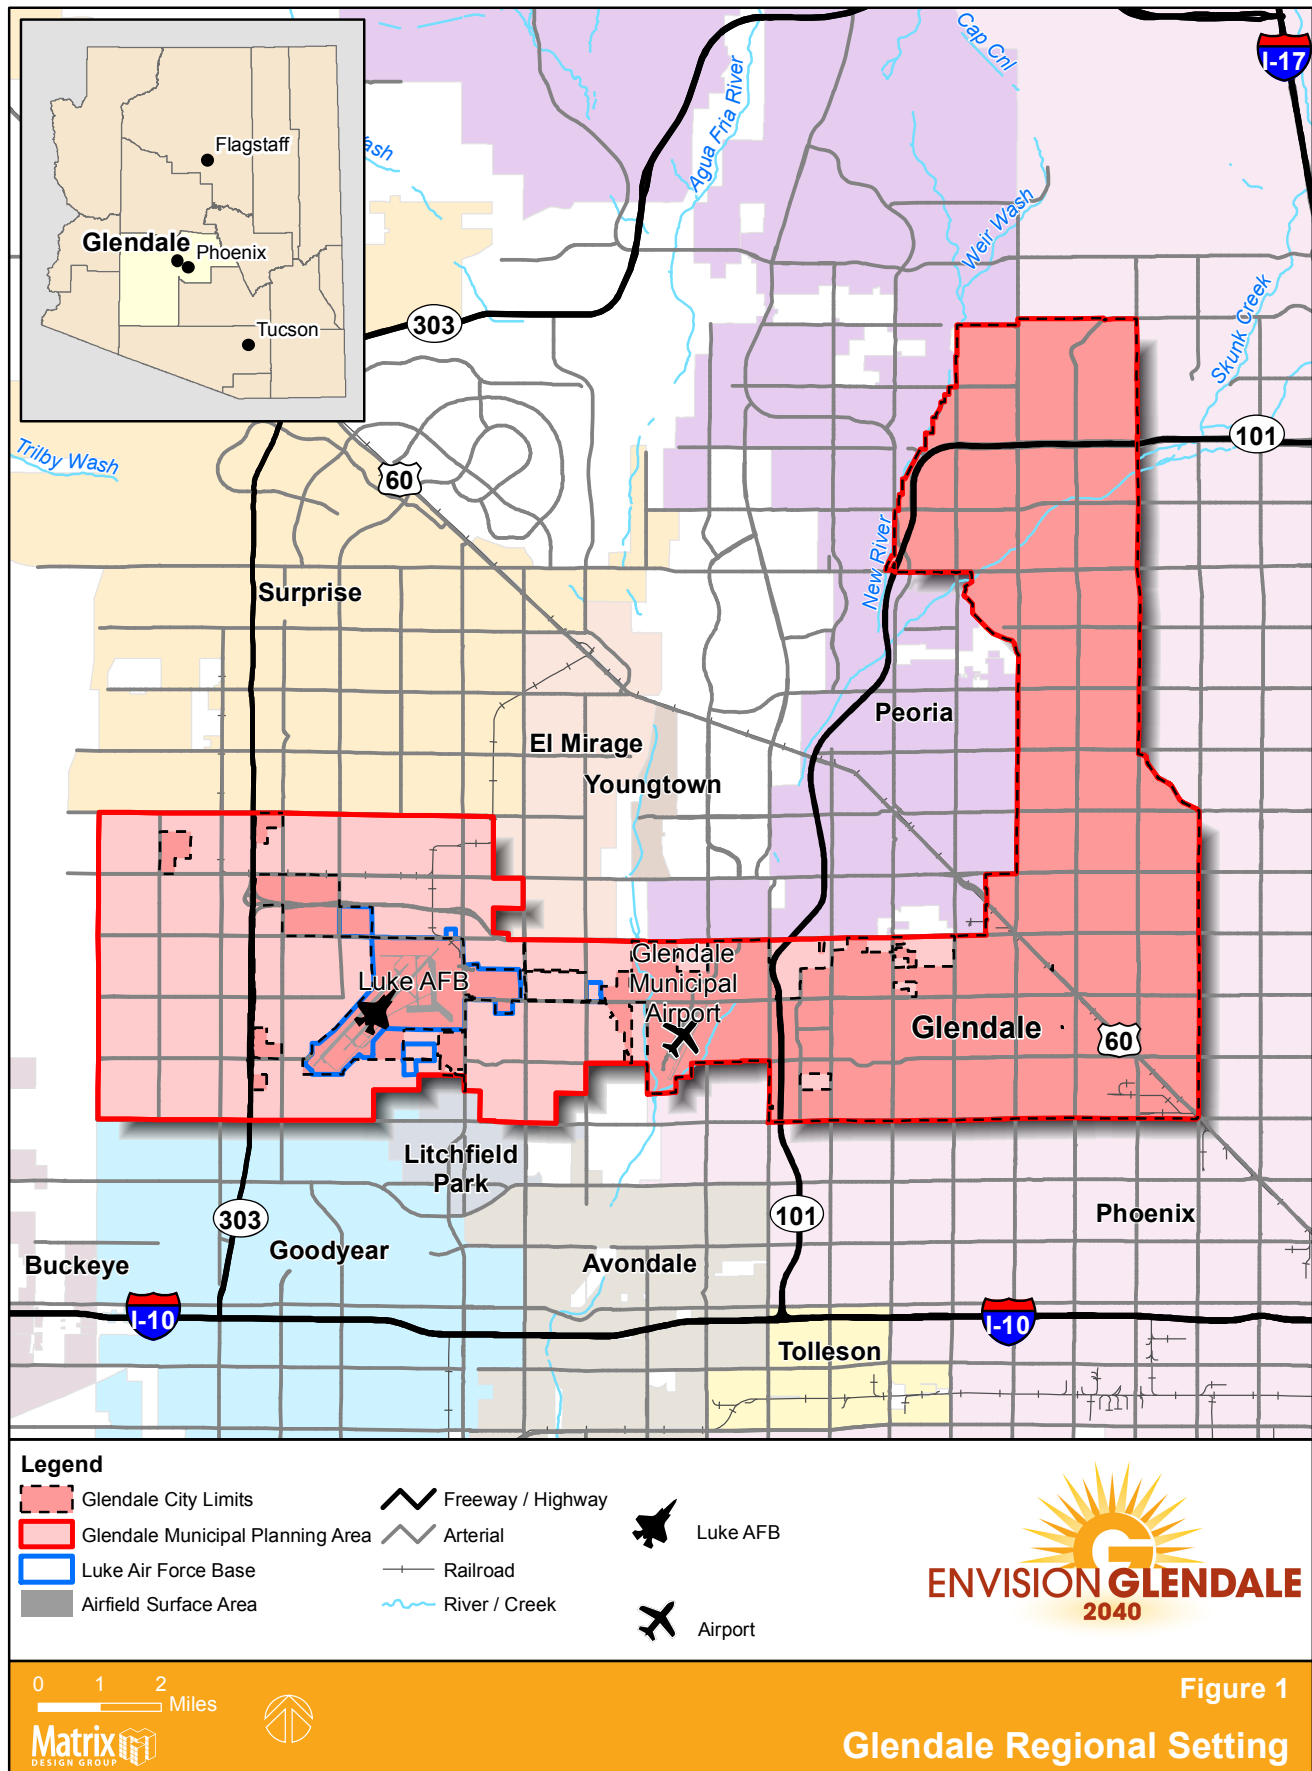 Flagstaff
Glendale
Phoenix
Tucson
Cap Cnl
I-17
Agua Fria River
ash
Weir Wash
Skunk Creek
303
101
Trilby Wash
60
New River
Surprise
Peoria
El Mirage
Youngtown
Glendale
Municipal
Airport
Luke AFB
Glendale
60
Litchfield
Park
303
101
Phoenix
Goodyear
Avondale
Buckeye
I-10
I-10
Tolleson
Legend
Glendale City Limits
Glendale Municipal Planning Area
Luke Air Force Base
Airfield Surface Area
Freeway / Highway
Arterial
Railroad
River / Creek
Luke AFB
Airport
G
ENVISION GLENDALE
2040
0 1 2
Miles
Matrix
DESIGN GROUP
Figure 1
Glendale Regional Setting